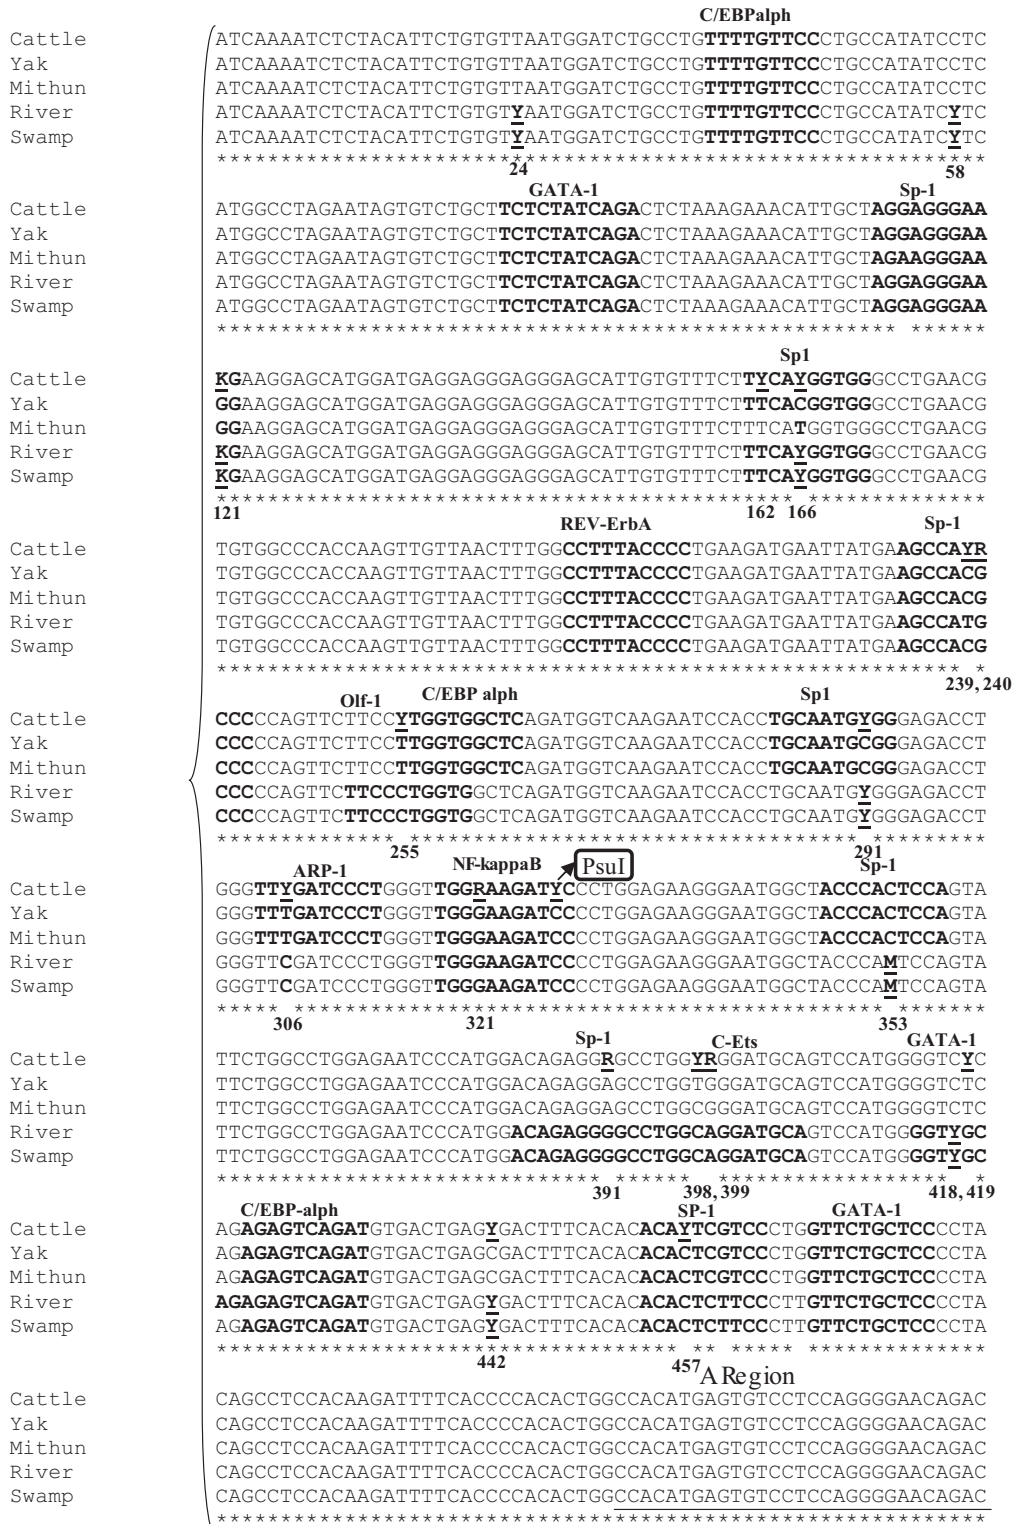 C/EBPalph
Cattle ATCAAAATCTCTACATTCTGTGTTAATGGATCTGCCTGTTTTGTTCCCTGCCATATCCTC
Yak ATCAAAATCTCTACATTCTGTGTTAATGGATCTGCCTGTTTTGTTCCCTGCCATATCCTC
Mithun ATCAAAATCTCTACATTCTGTGTTAATGGATCTGCCTGTTTTGTTCCCTGCCATATCCTC
River ATCAAAATCTCTACATTCTGTGTYAATGGATCTGCCTGTTTTGTTCCCTGCCATATCYTC
Swamp ATCAAAATCTCTACATTCTGTGTYAATGGATCTGCCTGTTTTGTTCCCTGCCATATCYTC
************************************************************
24 58
GATA-1 Sp-1
Cattle ATGGCCTAGAATAGTGTCTGCTTCTCTATCAGACTCTAAAGAAACATTGCTAGGAGGGAA
Yak ATGGCCTAGAATAGTGTCTGCTTCTCTATCAGACTCTAAAGAAACATTGCTAGGAGGGAA
Mithun ATGGCCTAGAATAGTGTCTGCTTCTCTATCAGACTCTAAAGAAACATTGCTAGAAGGGAA
River ATGGCCTAGAATAGTGTCTGCTTCTCTATCAGACTCTAAAGAAACATTGCTAGGAGGGAA
Swamp ATGGCCTAGAATAGTGTCTGCTTCTCTATCAGACTCTAAAGAAACATTGCTAGGAGGGAA
***************************************************** ******
Sp1
Cattle KGAAGGAGCATGGATGAGGAGGGAGGGAGCATTGTGTTTCTTYCAYGGTGGGCCTGAACG
Yak GGAAGGAGCATGGATGAGGAGGGAGGGAGCATTGTGTTTCTTTCACGGTGGGCCTGAACG
Mithun GGAAGGAGCATGGATGAGGAGGGAGGGAGCATTGTGTTTCTTTCATGGTGGGCCTGAACG
River KGAAGGAGCATGGATGAGGAGGGAGGGAGCATTGTGTTTCTTTCAYGGTGGGCCTGAACG
Swamp KGAAGGAGCATGGATGAGGAGGGAGGGAGCATTGTGTTTCTTTCAYGGTGGGCCTGAACG
********************************************* **************
121 162 166
REV-ErbA Sp-1
Cattle TGTGGCCCACCAAGTTGTTAACTTTGGCCTTTACCCCTGAAGATGAATTATGAAGCCAYR
Yak TGTGGCCCACCAAGTTGTTAACTTTGGCCTTTACCCCTGAAGATGAATTATGAAGCCACG
Mithun TGTGGCCCACCAAGTTGTTAACTTTGGCCTTTACCCCTGAAGATGAATTATGAAGCCACG
River TGTGGCCCACCAAGTTGTTAACTTTGGCCTTTACCCCTGAAGATGAATTATGAAGCCATG
Swamp TGTGGCCCACCAAGTTGTTAACTTTGGCCTTTACCCCTGAAGATGAATTATGAAGCCACG
********************************************************** *
239, 240
Olf-1 C/EBP alph Sp1
Cattle CCCCCAGTTCTTCCYTGGTGGCTCAGATGGTCAAGAATCCACCTGCAATGYGGGAGACCT
Yak CCCCCAGTTCTTCCTTGGTGGCTCAGATGGTCAAGAATCCACCTGCAATGCGGGAGACCT
Mithun CCCCCAGTTCTTCCTTGGTGGCTCAGATGGTCAAGAATCCACCTGCAATGCGGGAGACCT
River CCCCCAGTTCTTCCCTGGTGGCTCAGATGGTCAAGAATCCACCTGCAATGYGGGAGACCT
Swamp CCCCCAGTTCTTCCCTGGTGGCTCAGATGGTCAAGAATCCACCTGCAATGYGGGAGACCT
************** *********************************************
255 291
ARP-1 NF-kappaB PsuI Sp-1
Cattle GGGTTYGATCCCTGGGTTGGRAAGATYCCCTGGAGAAGGGAATGGCTACCCACTCCAGTA
Yak GGGTTTGATCCCTGGGTTGGGAAGATCCCCTGGAGAAGGGAATGGCTACCCACTCCAGTA
Mithun GGGTTTGATCCCTGGGTTGGGAAGATCCCCTGGAGAAGGGAATGGCTACCCACTCCAGTA
River GGGTTCGATCCCTGGGTTGGGAAGATCCCCTGGAGAAGGGAATGGCTACCCAMTCCAGTA
Swamp GGGTTCGATCCCTGGGTTGGGAAGATCCCCTGGAGAAGGGAATGGCTACCCAMTCCAGTA
***** ******************************************************
306 321 353
Sp-1 C-Ets GATA-1
Cattle TTCTGGCCTGGAGAATCCCATGGACAGAGGRGCCTGGYRGGATGCAGTCCATGGGGTCYC
Yak TTCTGGCCTGGAGAATCCCATGGACAGAGGAGCCTGGTGGGATGCAGTCCATGGGGTCTC
Mithun TTCTGGCCTGGAGAATCCCATGGACAGAGGAGCCTGGCGGGATGCAGTCCATGGGGTCTC
River TTCTGGCCTGGAGAATCCCATGGACAGAGGGGCCTGGCAGGATGCAGTCCATGGGGTYGC
Swamp TTCTGGCCTGGAGAATCCCATGGACAGAGGGGCCTGGCAGGATGCAGTCCATGGGGTYGC
****************************** ****** ******************* *
391 398, 399 418, 419
C/EBP-alph SP-1 GATA-1
Cattle AGAGAGTCAGATGTGACTGAGYGACTTTCACACACAYTCGTCCCTGGTTCTGCTCCCCTA
Yak AGAGAGTCAGATGTGACTGAGCGACTTTCACACACACTCGTCCCTGGTTCTGCTCCCCTA
Mithun AGAGAGTCAGATGTGACTGAGCGACTTTCACACACACTCGTCCCTGGTTCTGCTCCCCTA
River AGAGAGTCAGATGTGACTGAGYGACTTTCACACACACTCTTCCCTTGTTCTGCTCCCCTA
Swamp AGAGAGTCAGATGTGACTGAGYGACTTTCACACACACTCTTCCCTTGTTCTGCTCCCCTA
************************************ ** ***** **************
442 457
A Region
Cattle CAGCCTCCACAAGATTTTCACCCCACACTGGCCACATGAGTGTCCTCCAGGGGAACAGAC
Yak CAGCCTCCACAAGATTTTCACCCCACACTGGCCACATGAGTGTCCTCCAGGGGAACAGAC
Mithun CAGCCTCCACAAGATTTTCACCCCACACTGGCCACATGAGTGTCCTCCAGGGGAACAGAC
River CAGCCTCCACAAGATTTTCACCCCACACTGGCCACATGAGTGTCCTCCAGGGGAACAGAC
Swamp CAGCCTCCACAAGATTTTCACCCCACACTGGCCACATGAGTGTCCTCCAGGGGAACAGAC
************************************************************